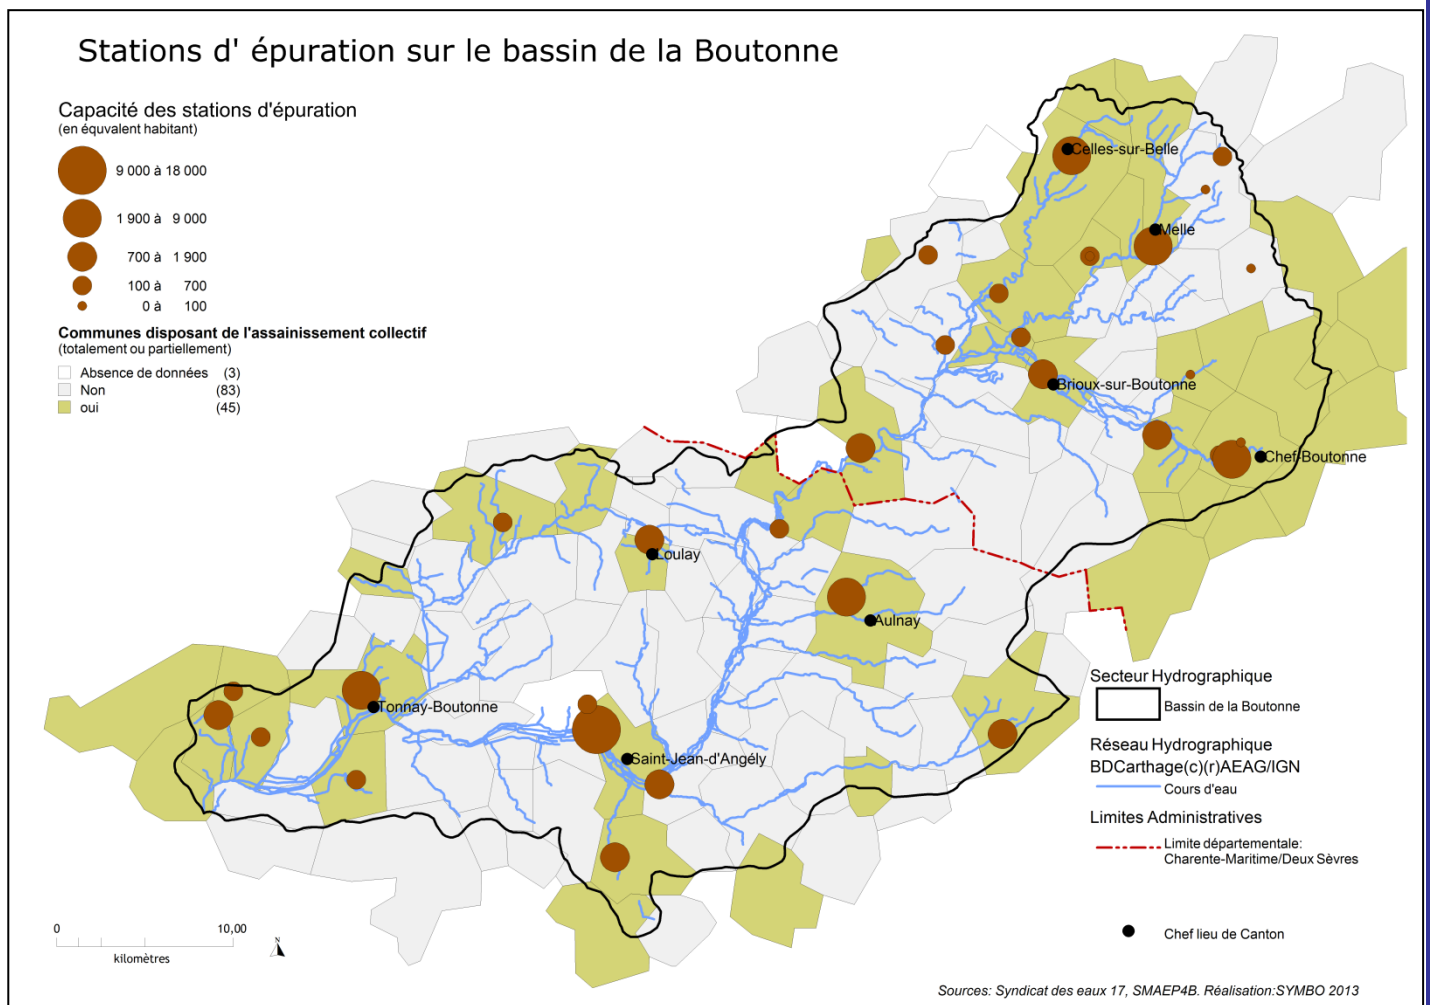 Stations d' épuration sur le bassin de la Boutonne
Capacité des stations d'épuration
(en équvalent habitant)
9 000 à 18 000
1 900 à 9 000
700 à 1 900
100 à 700
0 à 100
Communes disposant de l'assainissement collectif
(totalement ou partiellement)
Absence de données (3)
Non (83)
oui (45)
Celles-sur-Belle
Melle
Brioux-sur-Boutonne
Chef-Boutonne
Loulay
Aulnay
Tonnay-Boutonne
Saint-Jean-d'Angély
Secteur Hydrographique
Bassin de la Boutonne
Réseau Hydrographique
BDCarthage(c)(r)AEAG/IGN
Cours d'eau
Limites Administratives
Limite départementale:
Charente-Maritime/Deux Sèvres
Chef lieu de Canton
0 10,00
kilomètres
N
Sources: Syndicat des eaux 17, SMAEP4B. Réalisation:SYMBO 2013